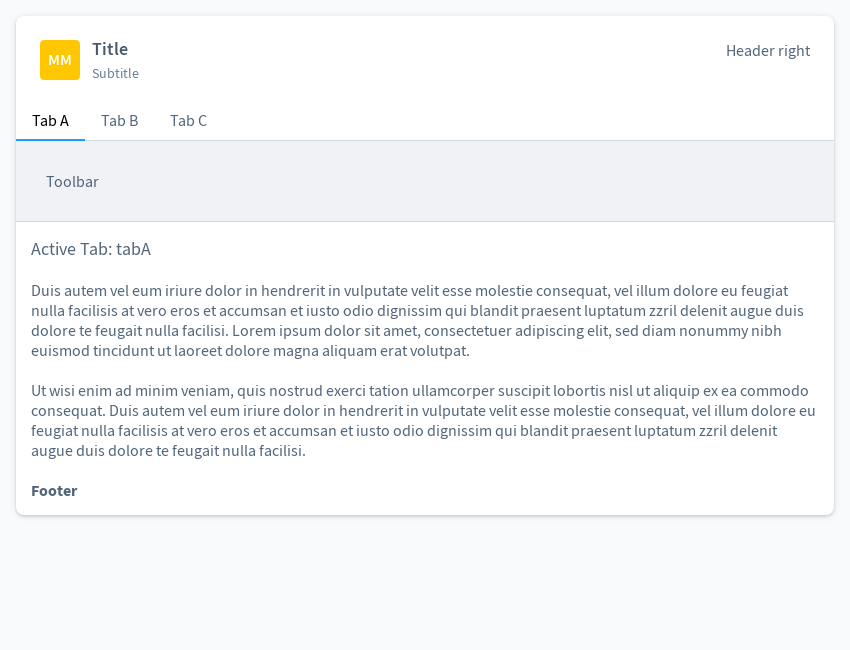 MM
Title
Subtitle
Header right
Tab A
Tab B
Tab C
Toolbar
Active Tab: tabA
Duis autem vel eum iriure dolor in hendrerit in vulputate velit esse molestie consequat, vel illum dolore eu feugiat
nulla facilisis at vero eros et accumsan et iusto odio dignissim qui blandit praesent luptatum zzril delenit augue duis
dolore te feugait nulla facilisi. Lorem ipsum dolor sit amet, consectetuer adipiscing elit, sed diam nonummy nibh
euismod tincidunt ut laoreet dolore magna aliquam erat volutpat.
Ut wisi enim ad minim veniam, quis nostrud exerci tation ullamcorper suscipit lobortis nisl ut aliquip ex ea commodo
consequat. Duis autem vel eum iriure dolor in hendrerit in vulputate velit esse molestie consequat, vel illum dolore eu
feugiat nulla facilisis at vero eros et accumsan et iusto odio dignissim qui blandit praesent luptatum zzril delenit
augue duis dolore te feugait nulla facilisi.
Footer